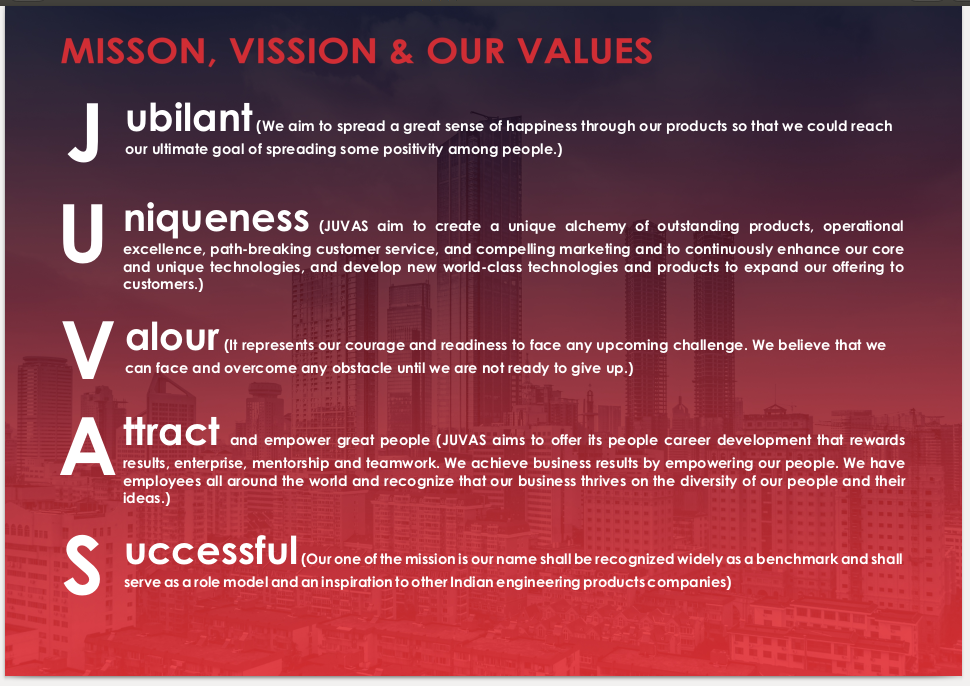 MISSON, VISSION & OUR VALUES
Jubilant (We aim to spread a great sense of happiness through our products so that we could reach
our ultimate goal of spreading some positivity among people.)
Uniqueness (JUVAS aim to create a unique alchemy of outstanding products, operational
excellence, path-breaking customer service, and compelling marketing and to continuously enhance our core
and unique technologies, and develop new world-class technologies and products to expand our offering to
customers.)
Valour (It represents our courage and readiness to face any upcoming challenge. We believe that we
can face and overcome any obstacle until we are not ready to give up.)
Attract and empower great people (JUVAS aims to offer its people career development that rewards
results, enterprise, mentorship and teamwork. We achieve business results by empowering our people. We have
employees all around the world and recognize that our business thrives on the diversity of our people and their
ideas.)
Successful (Our one of the mission is our name shall be recognized widely as a benchmark and shall
serve as a role model and an inspiration to other Indian engineering products companies)